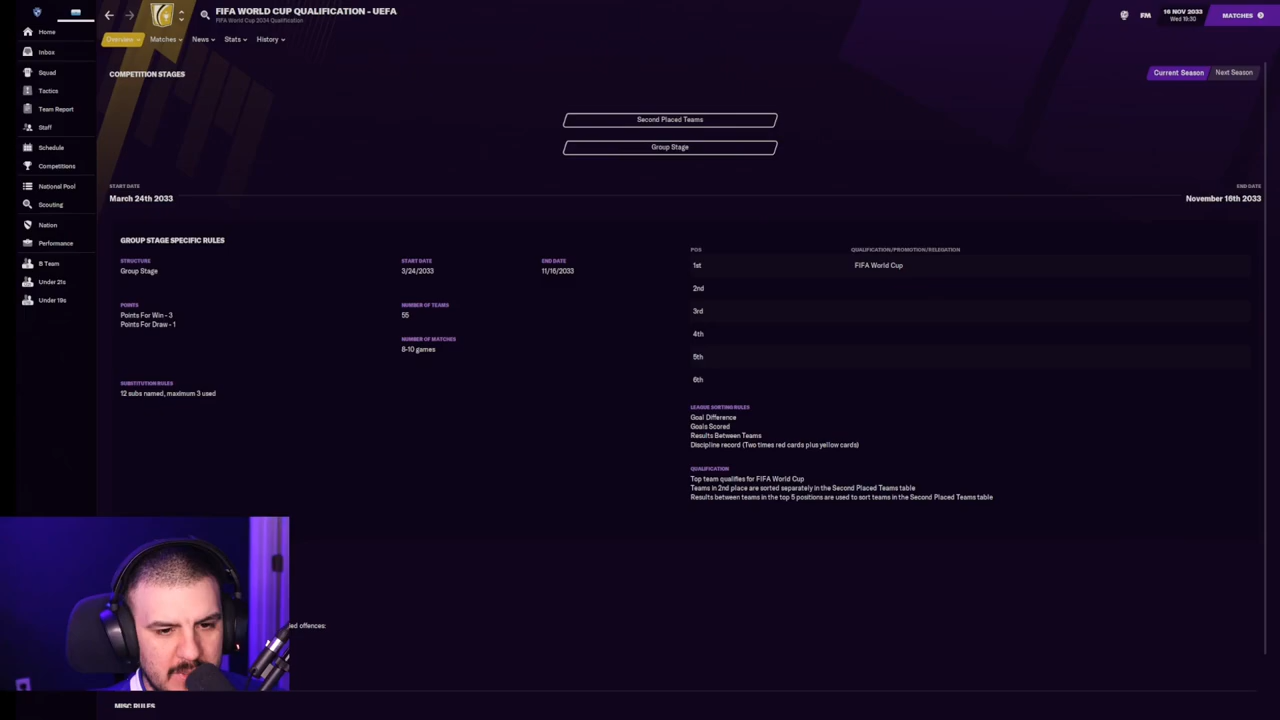 FIFA WORLD CUP QUALIFICATION - UEFA
FIFA World Cup 2034 Qualification
FM
16 NOV 2033
Wed 19:30
MATCHES
Overview
Matches
News
Stats
History
Home
Inbox
Squad
Tactics
Team Report
Staff
Schedule
Competitions
National Pool
Scouting
Nation
Performance
B Team
Under 21s
Under 19s
COMPETITION STAGES
Current Season
Next Season
Second Placed Teams
Group Stage
START DATE
March 24th 2033
END DATE
November 16th 2033
GROUP STAGE SPECIFIC RULES
STRUCTURE
Group Stage
START DATE
3/24/2033
END DATE
11/16/2033
POINTS
Points For Win - 3
Points For Draw - 1
NUMBER OF TEAMS
55
NUMBER OF MATCHES
8-10 games
SUBSTITUTION RULES
12 subs named, maximum 3 used
POS
QUALIFICATION/PROMOTION/RELEGATION
1st
FIFA World Cup
2nd
3rd
4th
5th
6th
LEAGUE SORTING RULES
Goal Difference
Goals Scored
Results Between Teams
Discipline record (Two times red cards plus yellow cards)
QUALIFICATION
Top team qualifies for FIFA World Cup
Teams in 2nd place are sorted separately in the Second Placed Teams table
Results between teams in the top 5 positions are used to sort teams in the Second Placed Teams table
offences:
MISC RULES